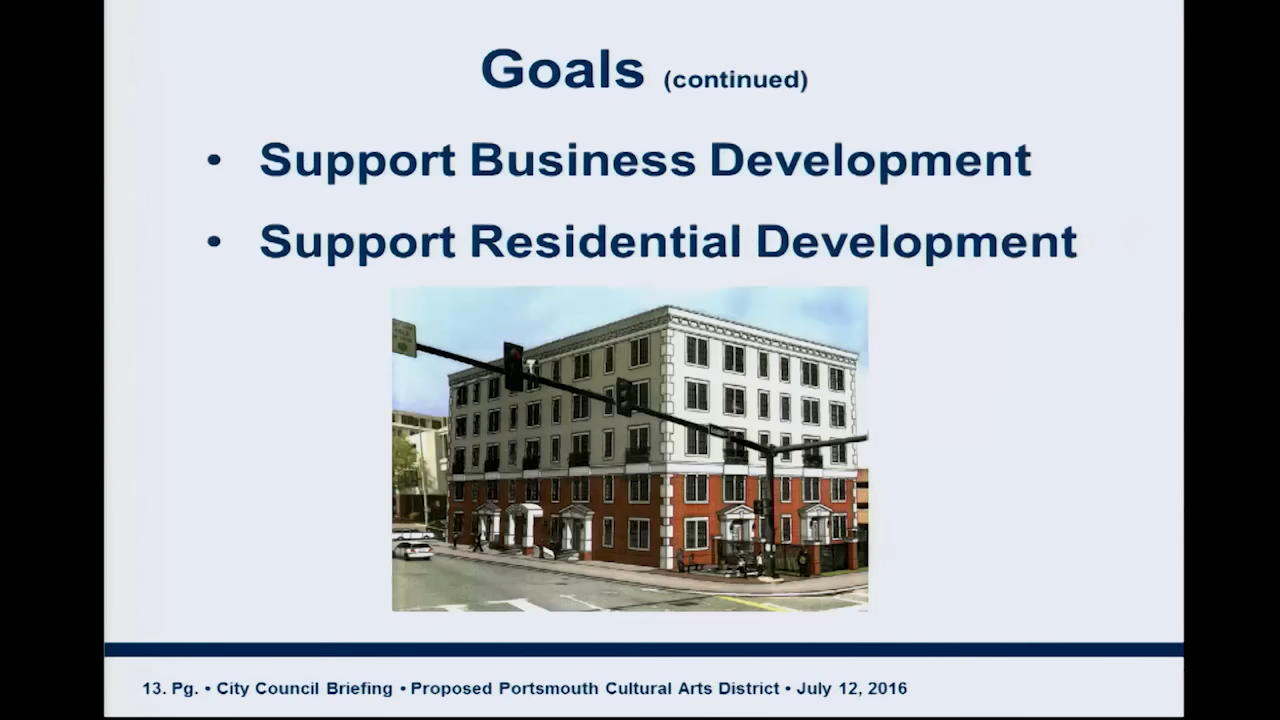 Goals (continued)
• Support Business Development
• Support Residential Development
13. Pg. • City Council Briefing • Proposed Portsmouth Cultural Arts District • July 12, 2016